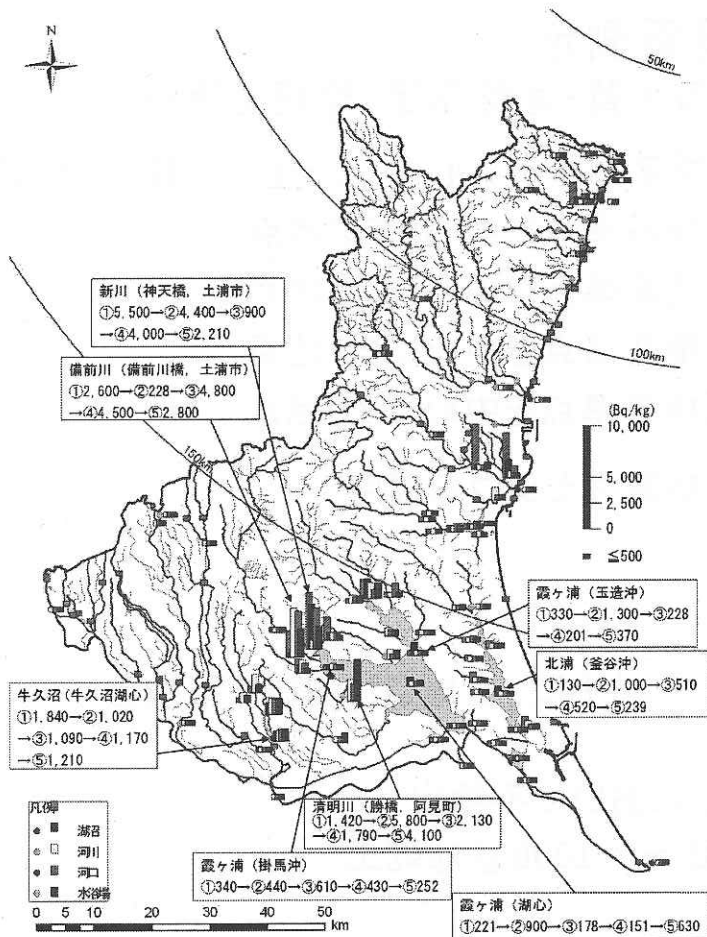 N
50km
新川（神天橋，土浦市）
①5,500→②4,400→③900
→④4,000→⑤2,210
100km
備前川（備前川橋，土浦市）
①2,600→②228→③4,800
→④4,500→⑤2,800
150km
(Bq/kg)
10,000
5,000
2,500
0
≦500
霞ヶ浦（玉造沖）
①330→②1,300→③228
→④201→⑤370
北浦（釜谷沖）
①130→②1,000→③510
→④520→⑤239
牛久沼（牛久沼湖心）
①1,840→②1,020
→③1,090→④1,170
→⑤1,210
清明川（勝橋，阿見町）
①1,420→②5,800→③2,130
→④1,790→⑤4,100
霞ヶ浦（掛馬沖）
①340→②440→③610→④430→⑤252
霞ヶ浦（湖心）
①221→②900→③178→④151→⑤630
凡例
湖沼
河川
河口
0 5 10 20 30 40 50
km